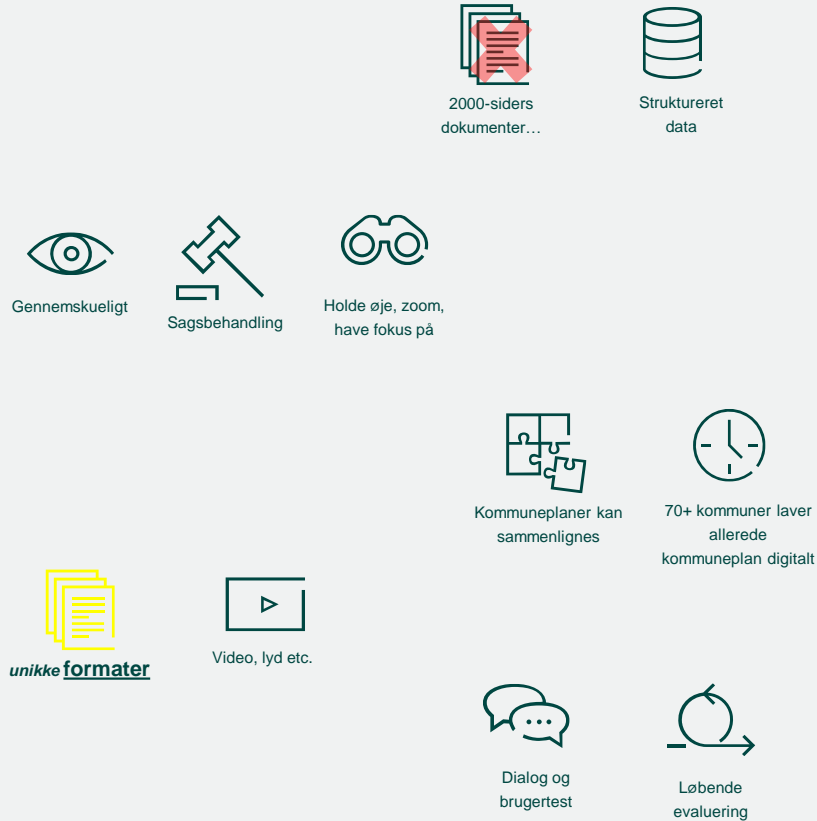 2000-siders
dokumenter…
Struktureret
data
Gennemskueligt
Sagsbehandling
Holde øje, zoom,
have fokus på
Kommuneplaner kan
sammenlignes
70+ kommuner laver
allerede
kommuneplan digitalt
unikke formater
Video, lyd etc.
Dialog og
brugertest
Løbende
evaluering